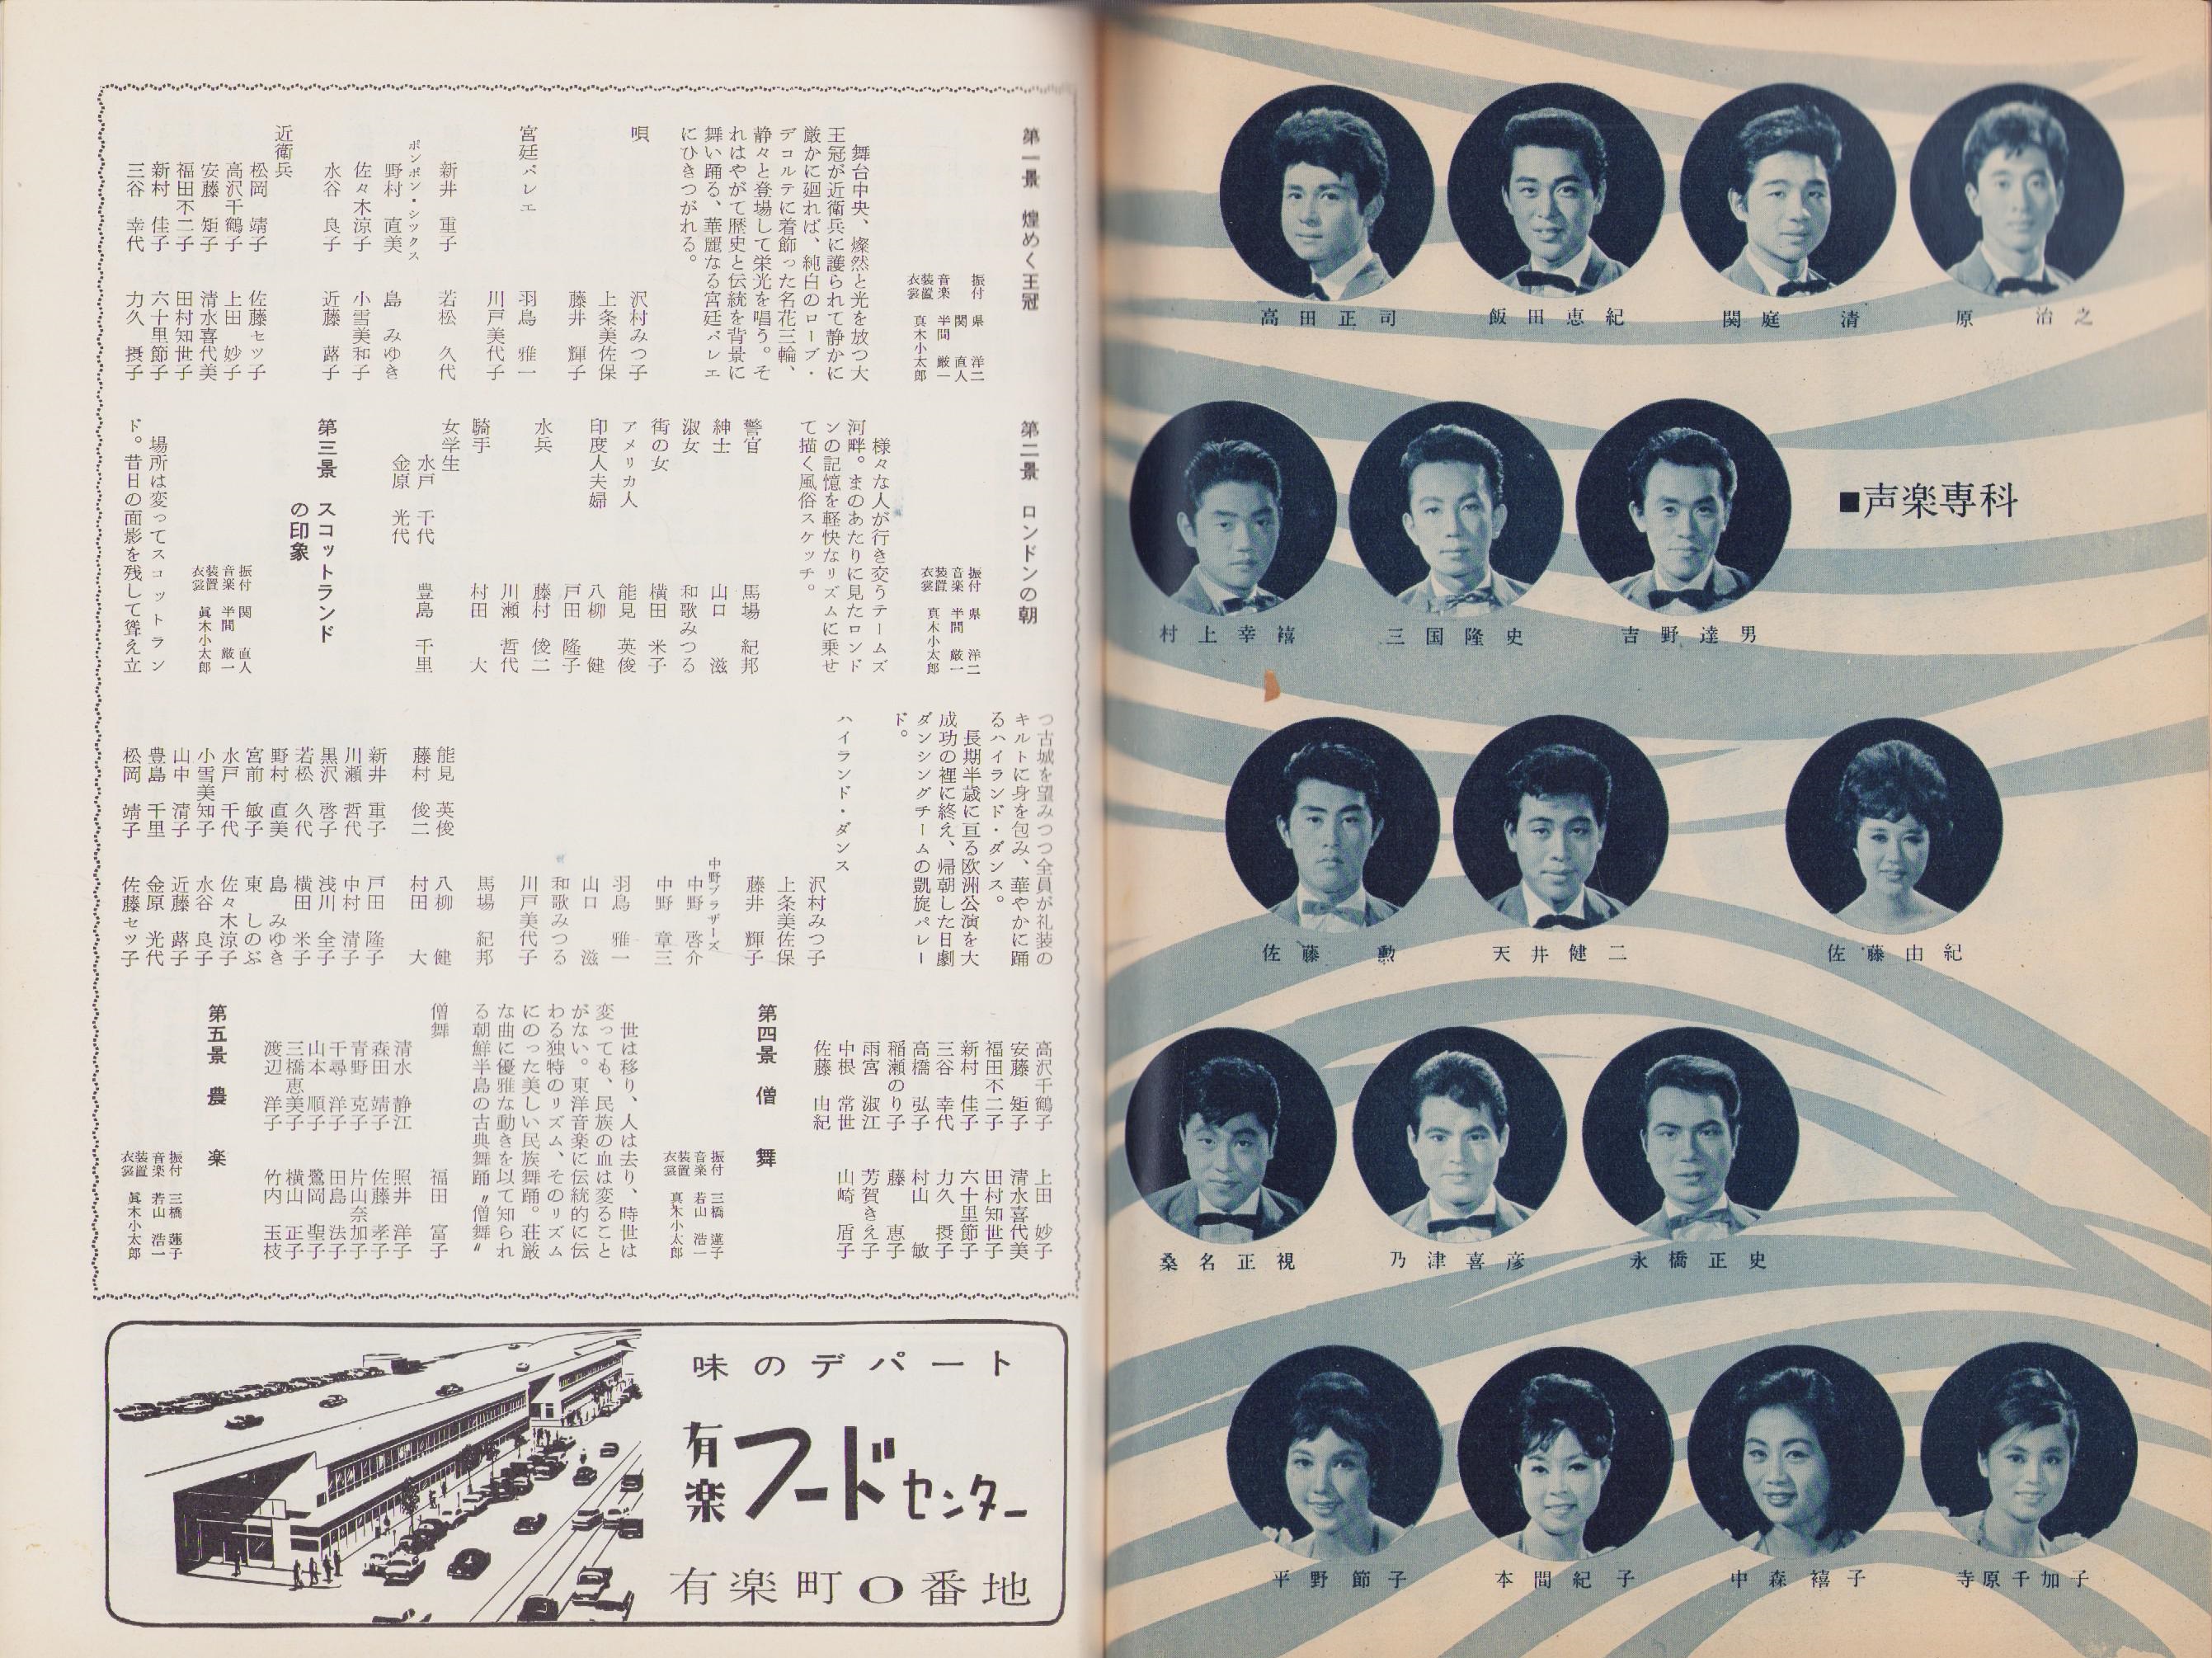 高田正司
飯田恵紀
関庭 清
原 治之
■声楽専科
村上幸禧
三国隆史
吉野達男
佐藤 勲
天井健二
佐藤由紀
桑名正視
乃津喜彦
永橋正史
平野節子
本間紀子
中森禧子
寺原千加子
第一景 煌めく王冠
振付 県 洋二
関 直人
音楽 半間 厳一
装置
衣裳 真木小太郎
舞台中央、燦然と光を放つ大
王冠が近衛兵に護られて静かに
厳かに廻れば、純白のローブ・
デコルテに着飾った名花三輪、
静々と登場して栄光を唱う。そ
れはやがて歴史と伝統を背景に
舞い踊る、華麗なる宮廷バレエ
にひきつがれる。
唄 沢村みつ子
上条美佐保
藤井 輝子
宮廷バレエ 羽鳥 雅一
川戸美代子
新井 重子 若松 久代
ポンポン・シックス
野村 直美 島 みゆき
佐々木涼子 小雪美和子
水谷 良子 近藤 蕗子
近衛兵
松岡 靖子 佐藤セツ子
高沢千鶴子 上田 妙子
安藤 矩子 清水喜代美
福田不二子 田村知世子
新村 佳子 六十里節子
三谷 幸代 力久 摂子
第二景 ロンドンの朝
振付 県 洋二
音楽 半間 厳一
装置
衣裳 真木小太郎
様々な人が行き交うテームズ
河畔。まのあたりに見たロンド
ンの記憶を軽快なリズムに乗せ
て描く風俗スケッチ。
警官 馬場 紀邦
紳士 山口 滋
淑女 和歌みつる
街の女 横田 米子
アメリカ人 能見 英俊
印度人夫婦 八柳 健
戸田 隆子
水兵 藤村 俊二
川瀬 哲代
騎手 村田 大
女学生
水戸 千代 豊島 千里
金原 光代
第三景 スコットランド
の印象
振付 関 直人
音楽 半間 厳一
装置
衣裳 眞木小太郎
場所は変ってスコットラン
ド。昔日の面影を残して聳え立
つ古城を望みつつ全員が礼装の
キルトに身を包み、華やかに踊
るハイランド・ダンス。
長期半歳に亘る欧洲公演を大
成功の裡に終え、帰朝した日劇
ダンシングチームの凱旋パレー
ド。
ハイランド・ダンス
沢村みつ子
上条美佐保
藤井 輝子
中野ブラザーズ
中野 啓介
中野 章三
羽鳥 雅一
山口 滋
和歌みつる
川戸美代子
馬場 紀邦
能見 英俊 八柳 健
藤村 俊二 村田 大
新井 重子 戸田 隆子
川瀬 哲代 中村 清子
黒沢 啓子 浅川 全子
若松 久代 横田 米子
野村 直美 島 みゆき
宮前 敏子 東 しのぶ
水戸 千代 佐々木涼子
小雪美知子 水谷 良子
山中 清子 近藤 蕗子
豊島 千里 金原 光代
松岡 靖子 佐藤セツ子
高沢千鶴子 上田 妙子
安藤 矩子 清水喜代美
福田不二子 田村知世子
新村 佳子 六十里節子
三谷 幸代 力久 摂子
高橋 弘子 村山 敏
稲瀬のり子 藤 恵子
雨宮 淑江 芳賀きえ子
中根 常世 山崎 盾子
佐藤 由紀
第四景 僧 舞
振付 三橋 蓮子
音楽 若山 浩一
装置
衣裳 真木小太郎
世は移り、人は去り、時世は
変っても、民族の血は変ること
がない。東洋音楽に伝統的に伝
わる独特のリズム、そのリズム
にのった美しい民族舞踊。荘厳
な曲に優雅な動きを以て知られ
る朝鮮半島の古典舞踊〝僧舞〟
僧舞 福田 富子
清水 静江 照井 洋子
森田 靖子 佐藤 孝子
青野 克子 片山奈加子
千尋 洋子 田島 法子
山本 順子 鷺岡 聖子
三橋恵美子 横山 正子
渡辺 洋子 竹内 玉枝
第五景 農 楽
振付 三橋 蓮子
音楽 若山 浩一
装置
衣裳 眞木小太郎
味のデパート
有楽フードセンター
有楽町0番地